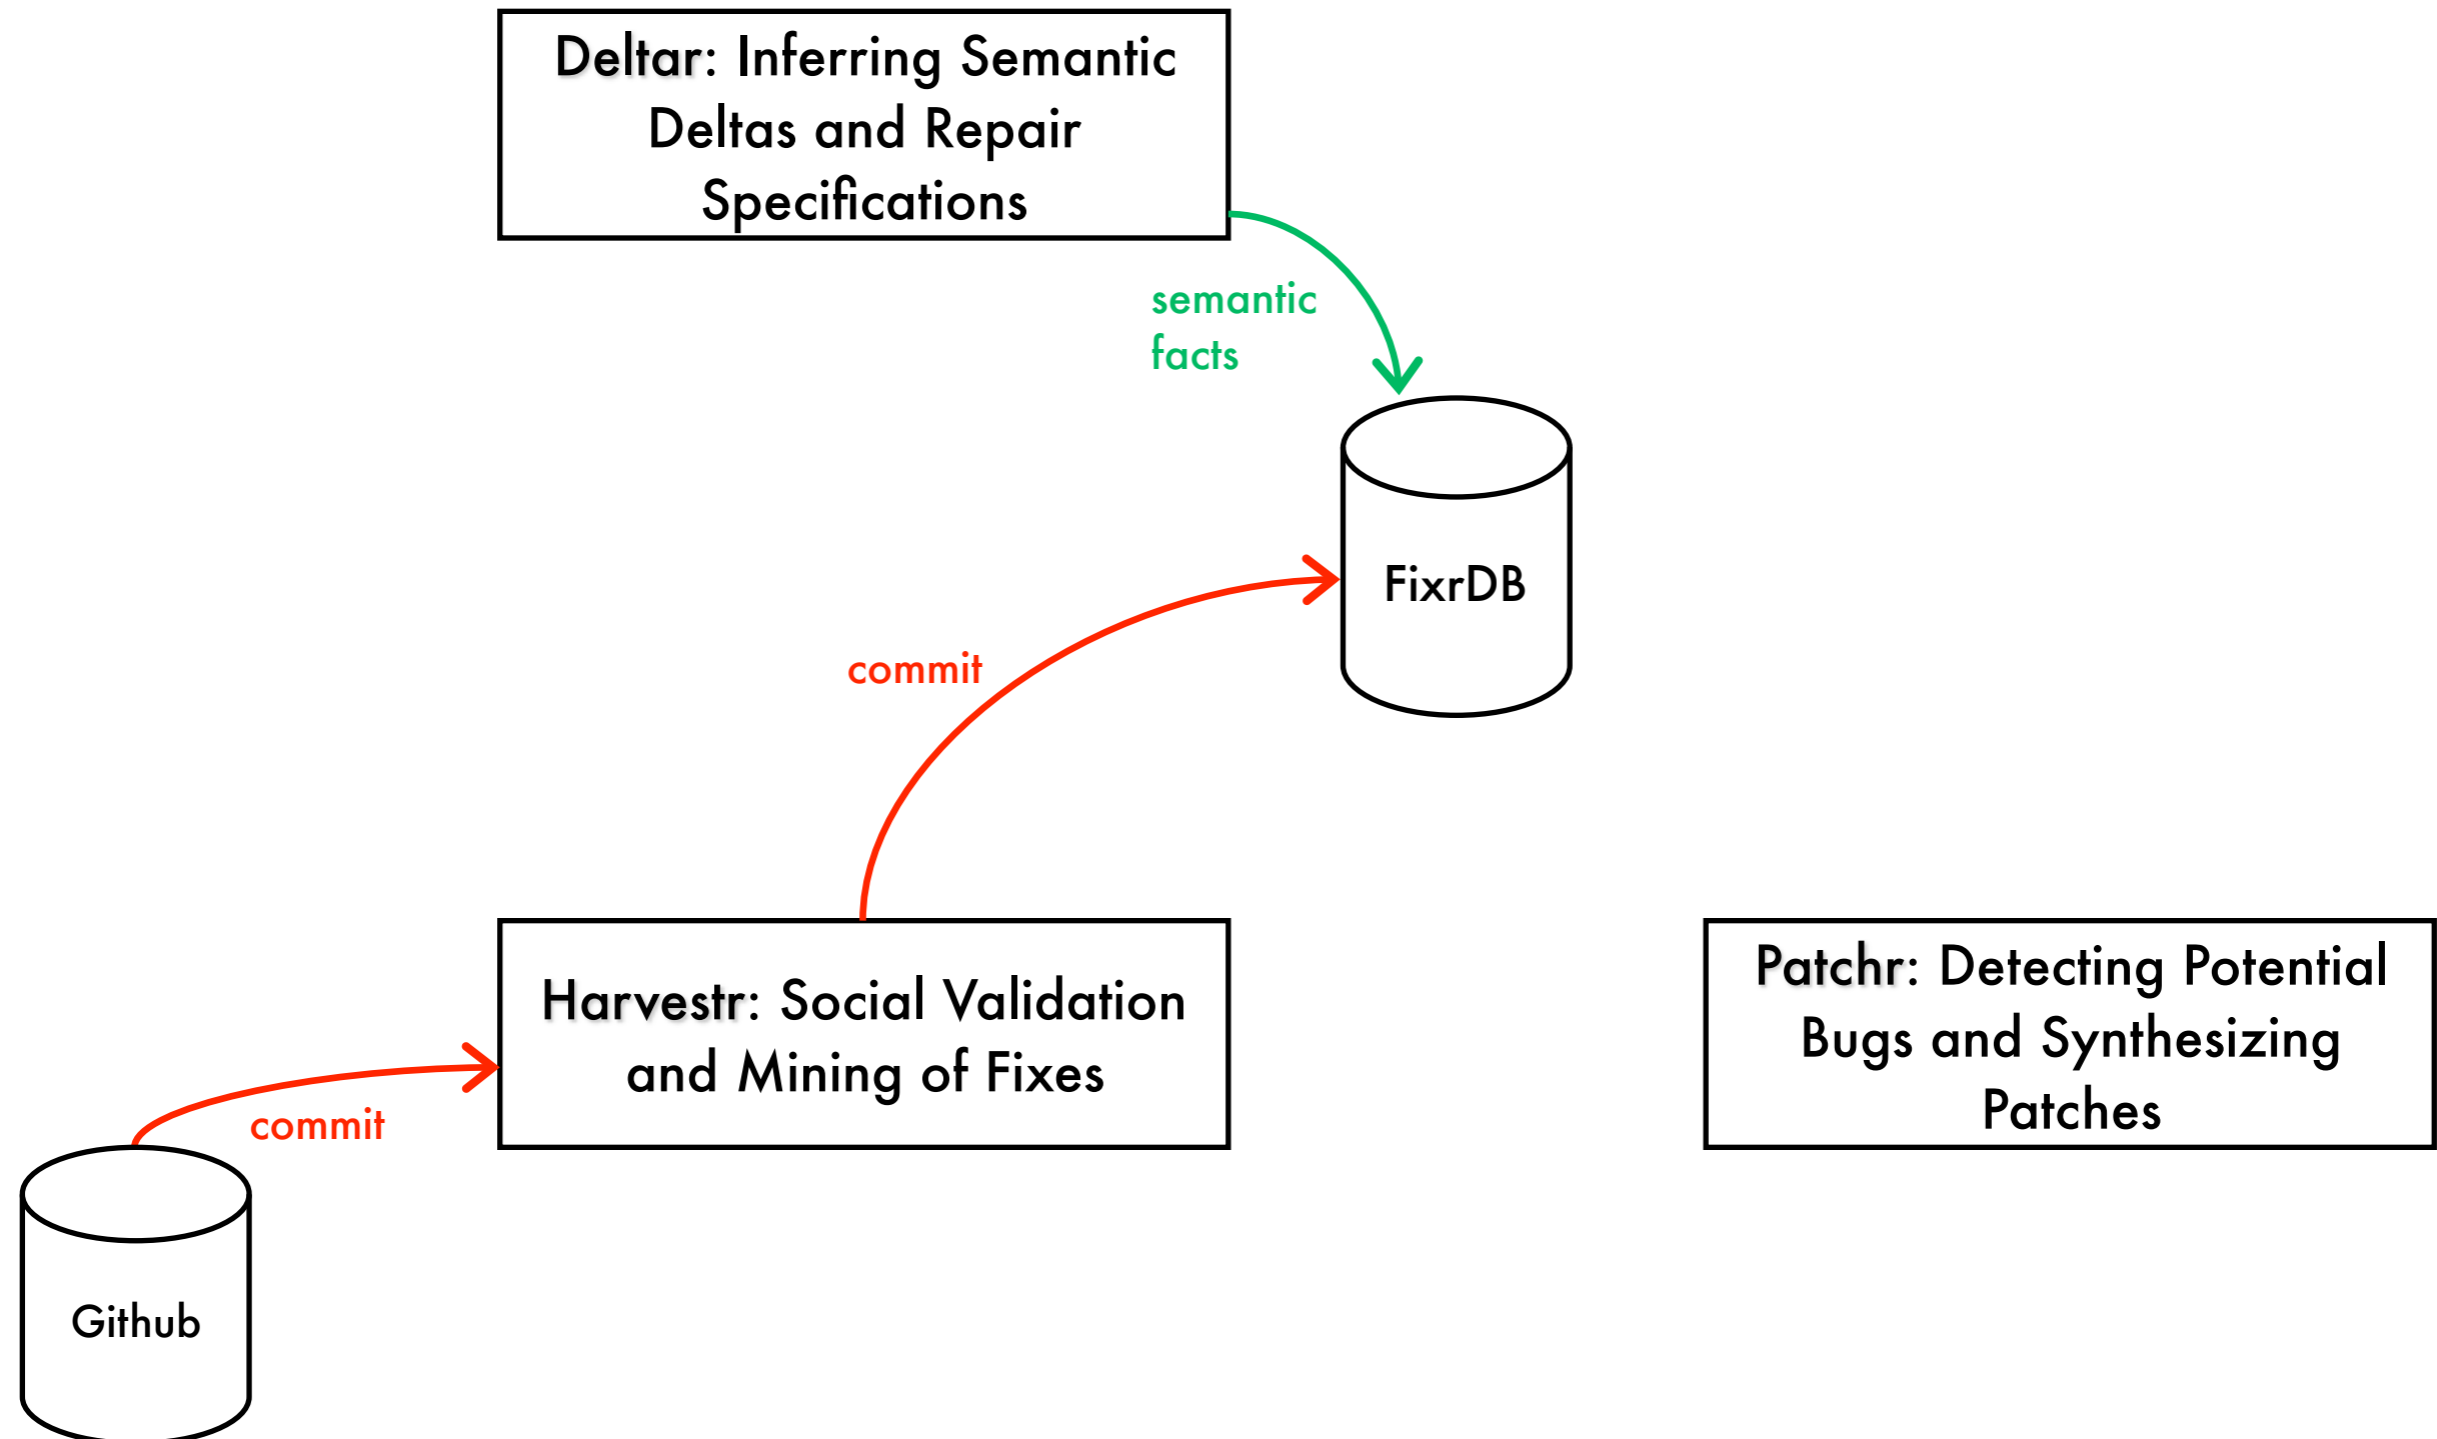 Deltar: Inferring Semantic
Deltas and Repair
Specifications
semantic
facts
FixrDB
commit
Harvestr: Social Validation
and Mining of Fixes
Patchr: Detecting Potential
Bugs and Synthesizing
Patches
commit
Github